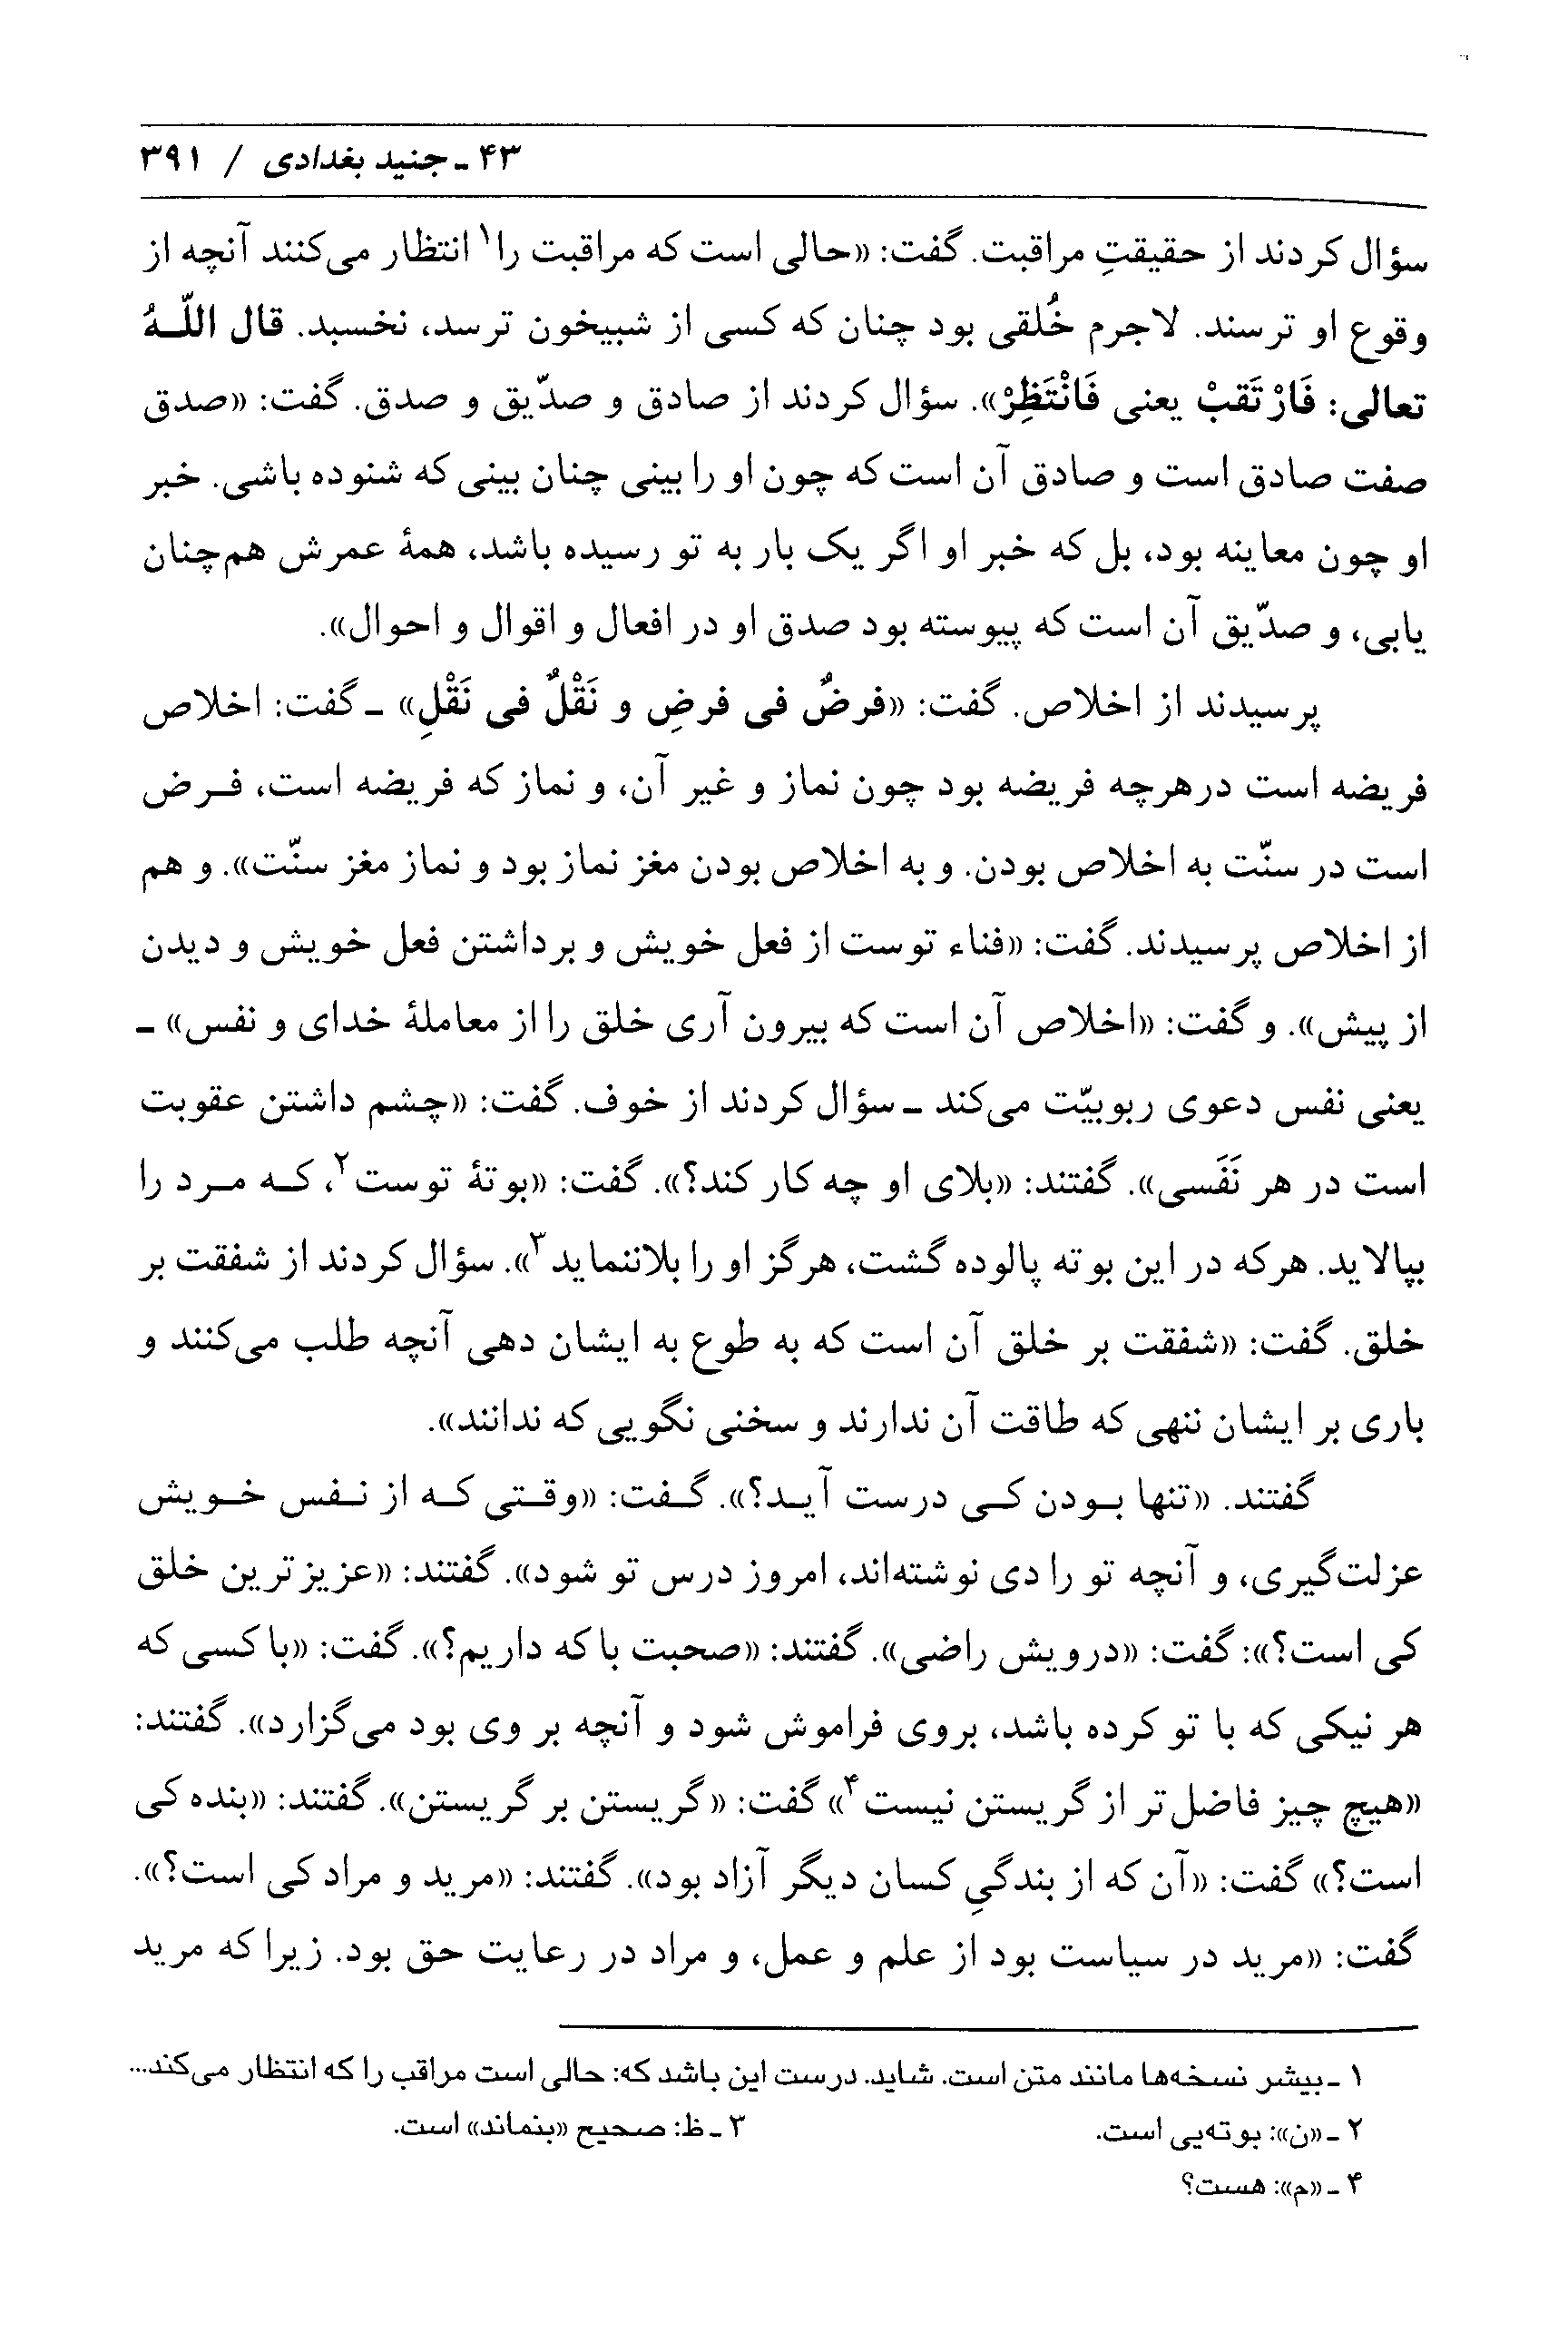 ۴۳ ـ جنید بغدادی / ۳۹۱
سؤال کردند از حقیقتِ مراقبت. گفت: «حالی است که مراقبت را۱ انتظار می‌کنند آنچه از
وقوع او ترسند. لاجرم خُلقی بود چنان که کسی از شبیخون ترسد، نخسبد. قال اللّهُ
تعالی: فَارْتَقبْ یعنی فَانْتَظِرْ». سؤال کردند از صادق و صدّیق و صدق. گفت: «صدق
صفت صادق است و صادق آن است که چون او را بینی چنان بینی که شنوده باشی. خبر
او چون معاینه بود، بل که خبر او اگر یک بار به تو رسیده باشد، همهٔ عمرش هم‌چنان
یابی، و صدّیق آن است که پیوسته بود صدق او در افعال و اقوال و احوال».
پرسیدند از اخلاص. گفت: «فرضٌ فی فرضِ و نَقْلٌ فی نَقْلِ» ـ گفت: اخلاص
فریضه است درهرچه فریضه بود چون نماز و غیر آن، و نماز که فریضه است، فرض
است در سنّت به اخلاص بودن. و به اخلاص بودن مغز نماز بود و نماز مغز سنّت». و هم
از اخلاص پرسیدند. گفت: «فناء توست از فعل خویش و برداشتن فعل خویش و دیدن
از پیش». و گفت: «اخلاص آن است که بیرون آری خلق را از معاملهٔ خدای و نفس» ـ
یعنی نفس دعوی ربوبیّت می‌کند ـ سؤال کردند از خوف. گفت: «چشم داشتن عقوبت
است در هر نَفَسی». گفتند: «بلای او چه کار کند؟». گفت: «بوتهٔ توست۲، که مرد را
بپالاید. هرکه در این بوته پالوده گشت، هرگز او را بلاننماید۳». سؤال کردند از شفقت بر
خلق. گفت: «شفقت بر خلق آن است که به طوع به ایشان دهی آنچه طلب می‌کنند و
باری بر ایشان ننهی که طاقت آن ندارند و سخنی نگویی که ندانند».
گفتند. «تنها بودن کی درست آید؟». گفت: «وقتی که از نفس خویش
عزلت‌گیری، و آنچه تو را دی نوشته‌اند، امروز درس تو شود». گفتند: «عزیزترین خلق
کی است؟»: گفت: «درویش راضی». گفتند: «صحبت با که داریم؟». گفت: «با کسی که
هر نیکی که با تو کرده باشد، بروی فراموش شود و آنچه بر وی بود می‌گزارد». گفتند:
«هیچ چیز فاضل‌تر از گریستن نیست۴» گفت: «گریستن بر گریستن». گفتند: «بنده کی
است؟» گفت: «آن که از بندگیِ کسان دیگر آزاد بود». گفتند: «مرید و مراد کی است؟».
گفت: «مرید در سیاست بود از علم و عمل، و مراد در رعایت حق بود. زیرا که مرید
۱ ـ بیشر نسخه‌ها مانند متن است. شاید. درست این باشد که: حالی است مراقب را که انتظار می‌کند...
۲ ـ «ن»: بوته‌یی است. ۳ ـ ظ: صحیح «بنماند» است.
۴ ـ «م»: هست؟